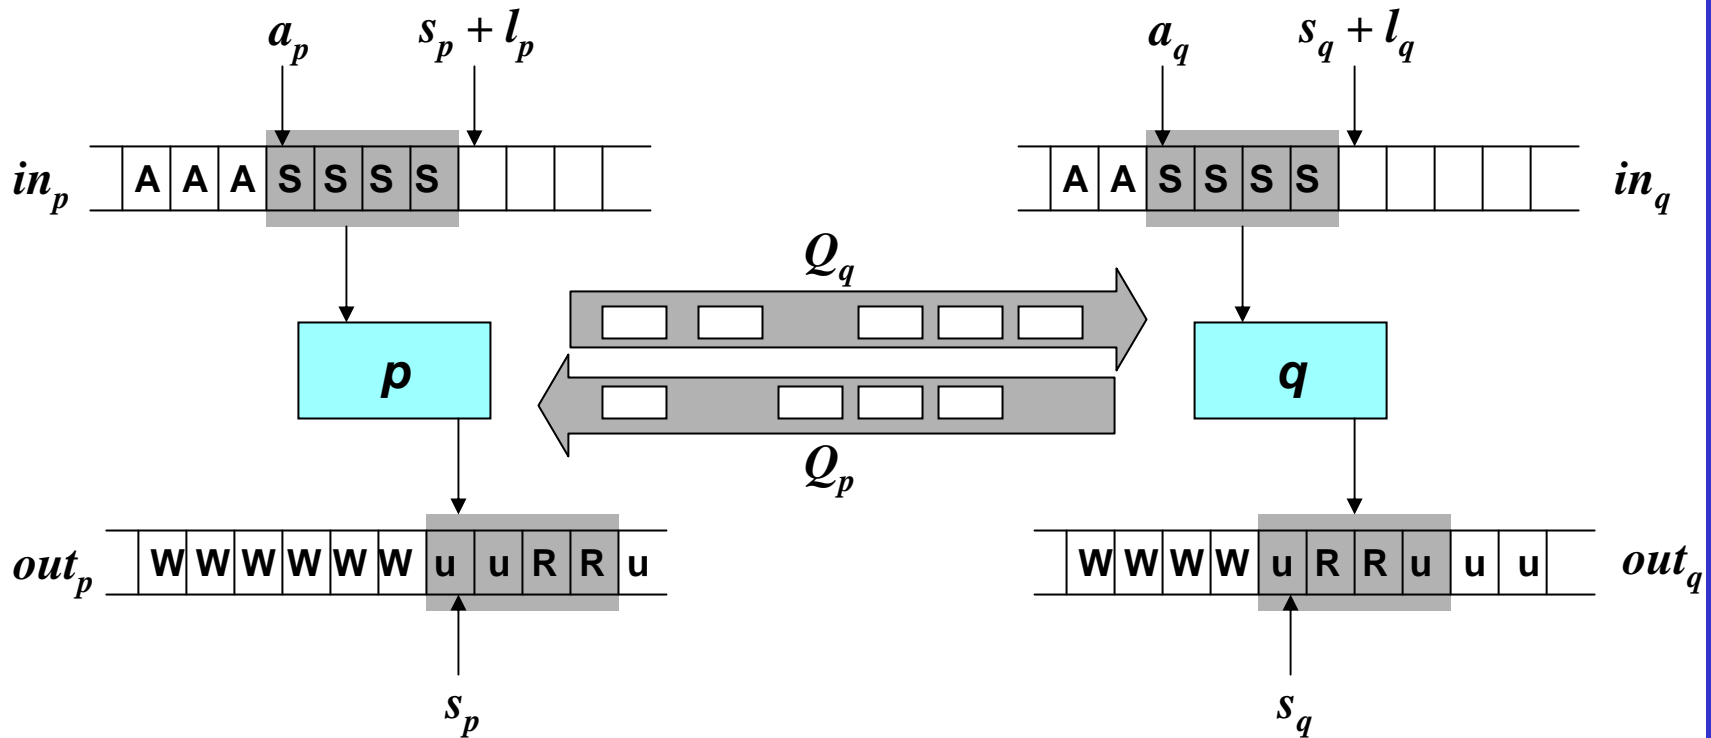 a_p s_p + l_p a_q s_q + l_q
in_p A A A S S S S A A S S S S in_q
Q_q
p q
Q_p
out_p W W W W W W u u R R u W W W W u R R u u u out_q
s_p s_q